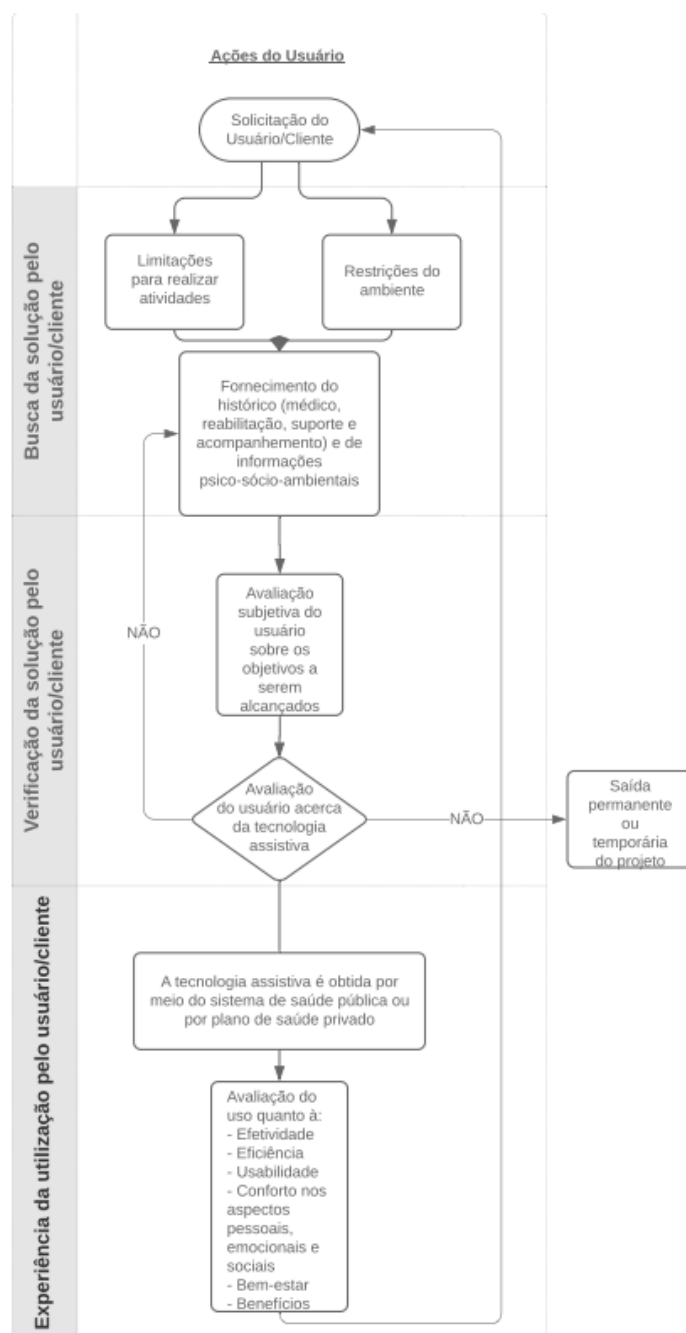 Ações do Usuário
Solicitação do
Usuário/Cliente
Busca da solução pelo
usuário/cliente
Limitações
para realizar
atividades
Restrições do
ambiente
Fornecimento do
histórico (médico,
reabilitação, suporte e
acompanhemento) e de
informações
psico-sócio-ambientais
Verificação da solução pelo
usuário/cliente
Avaliação
subjetiva do
usuário
sobre os
objetivos a
serem
alcançados
NÃO
Avaliação
do usuário acerca
da tecnologia
assistiva
NÃO
Saída
permanente
ou
temporária
do projeto
Experiência da utilização pelo usuário/cliente
A tecnologia assistiva é obtida por
meio do sistema de saúde pública ou
por plano de saúde privado
Avaliação do
uso quanto à:
- Efetividade
- Eficiência
- Usabilidade
- Conforto nos
aspectos
pessoais,
emocionais e
sociais
- Bem-estar
- Benefícios